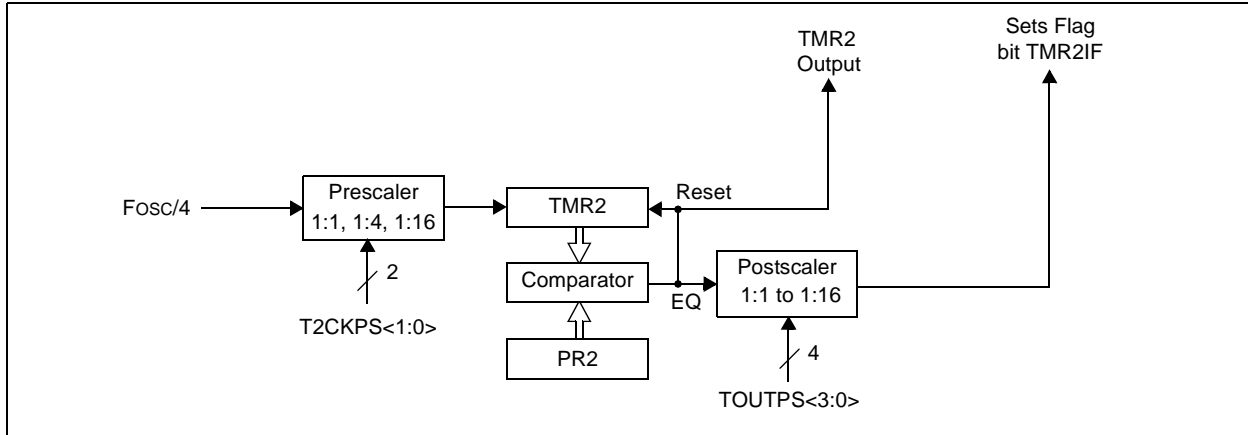 TMR2
Output
Sets Flag
bit TMR2IF
Fosc/4
Prescaler
1:1, 1:4, 1:16
2
T2CKPS<1:0>
TMR2
Reset
Comparator
EQ
PR2
Postscaler
1:1 to 1:16
4
TOUTPS<3:0>